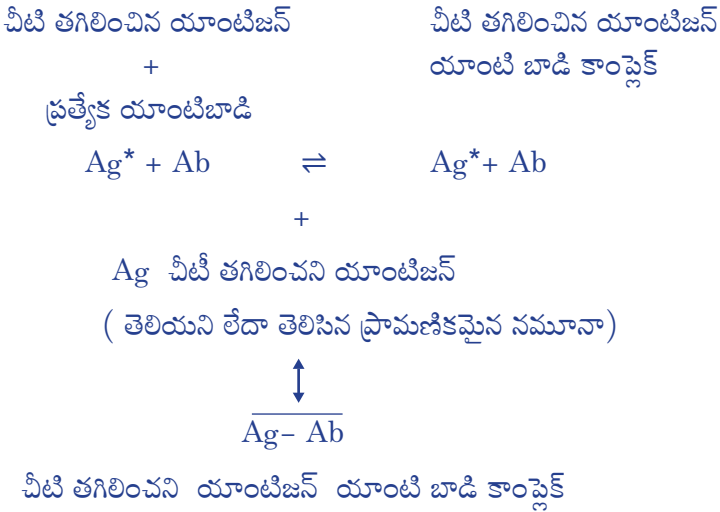 చీటి తగిలించిన యాంటిజన్ చీటి తగిలించిన యాంటిజన్
+ యాంటి బాడి కాంప్లెక్
ప్రత్యేక యాంటిబాడి
Ag* + Ab ⇌ Ag*+ Ab
+
Ag చీటీ తగిలించని యాంటిజన్
( తెలియని లేదా తెలిసిన ప్రామణికమైన నమూనా)
↕
Ag– Ab
చీటి తగిలించని యాంటిజన్ యాంటి బాడి కాంప్లెక్